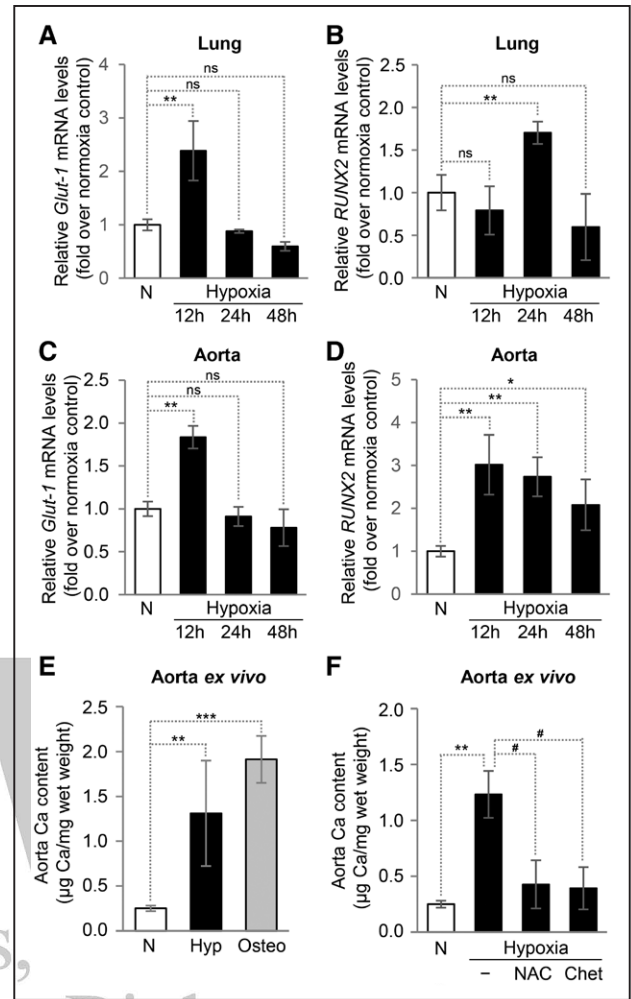 A
Lung
Relative Glut-1 mRNA levels
(fold over normoxia control)
4
3
2
1
0
ns
ns
**
N
Hypoxia
12h 24h 48h
B
Lung
Relative RUNX2 mRNA levels
(fold over normoxia control)
2.5
2.0
1.5
1.0
0.5
0.0
ns
**
ns
N
Hypoxia
12h 24h 48h
C
Aorta
Relative Glut-1 mRNA levels
(fold over normoxia control)
2.5
2.0
1.5
1.0
0.5
0.0
ns
ns
**
N
Hypoxia
12h 24h 48h
D
Aorta
Relative RUNX2 mRNA levels
(fold over normoxia control)
5
4
3
2
1
0
*
**
**
N
Hypoxia
12h 24h 48h
E
Aorta ex vivo
Aorta Ca content
(µg Ca/mg wet weight)
2.5
2.0
1.5
1.0
0.5
0.0
***
**
N Hyp Osteo
F
Aorta ex vivo
Aorta Ca content
(µg Ca/mg wet weight)
2.0
1.5
1.0
0.5
0.0
#
**
#
N
Hypoxia
– NAC Chet
s,